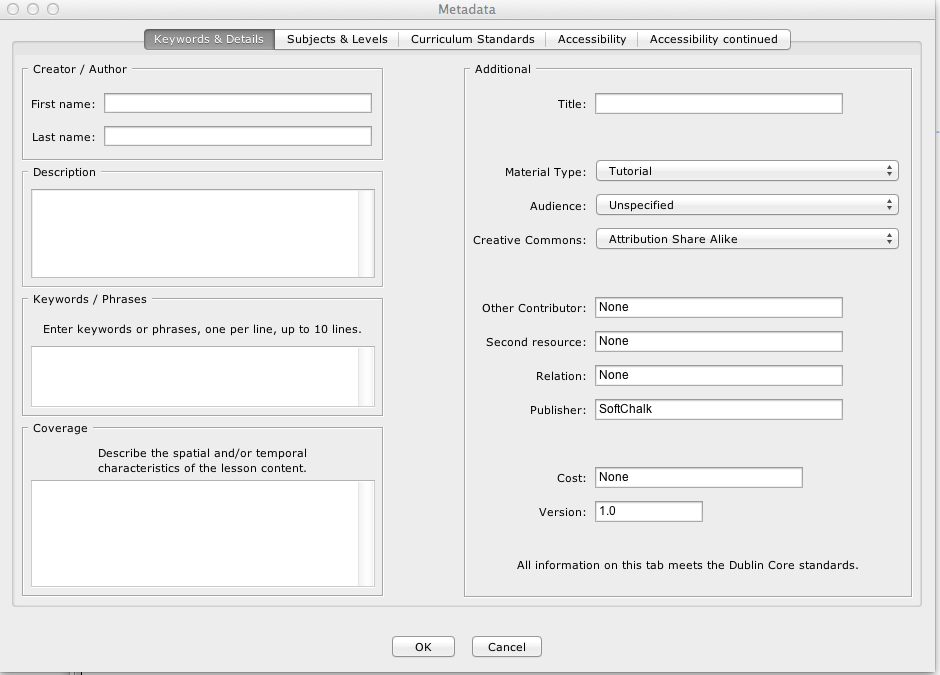 Metadata
Keywords & Details
Subjects & Levels
Curriculum Standards
Accessibility
Accessibility continued
Creator / Author
First name:
Last name:
Description
Keywords / Phrases
Enter keywords or phrases, one per line, up to 10 lines.
Coverage
Describe the spatial and/or temporal
characteristics of the lesson content.
Additional
Title:
Material Type: Tutorial
Audience: Unspecified
Creative Commons: Attribution Share Alike
Other Contributor: None
Second resource: None
Relation: None
Publisher: SoftChalk
Cost: None
Version: 1.0
All information on this tab meets the Dublin Core standards.
OK
Cancel